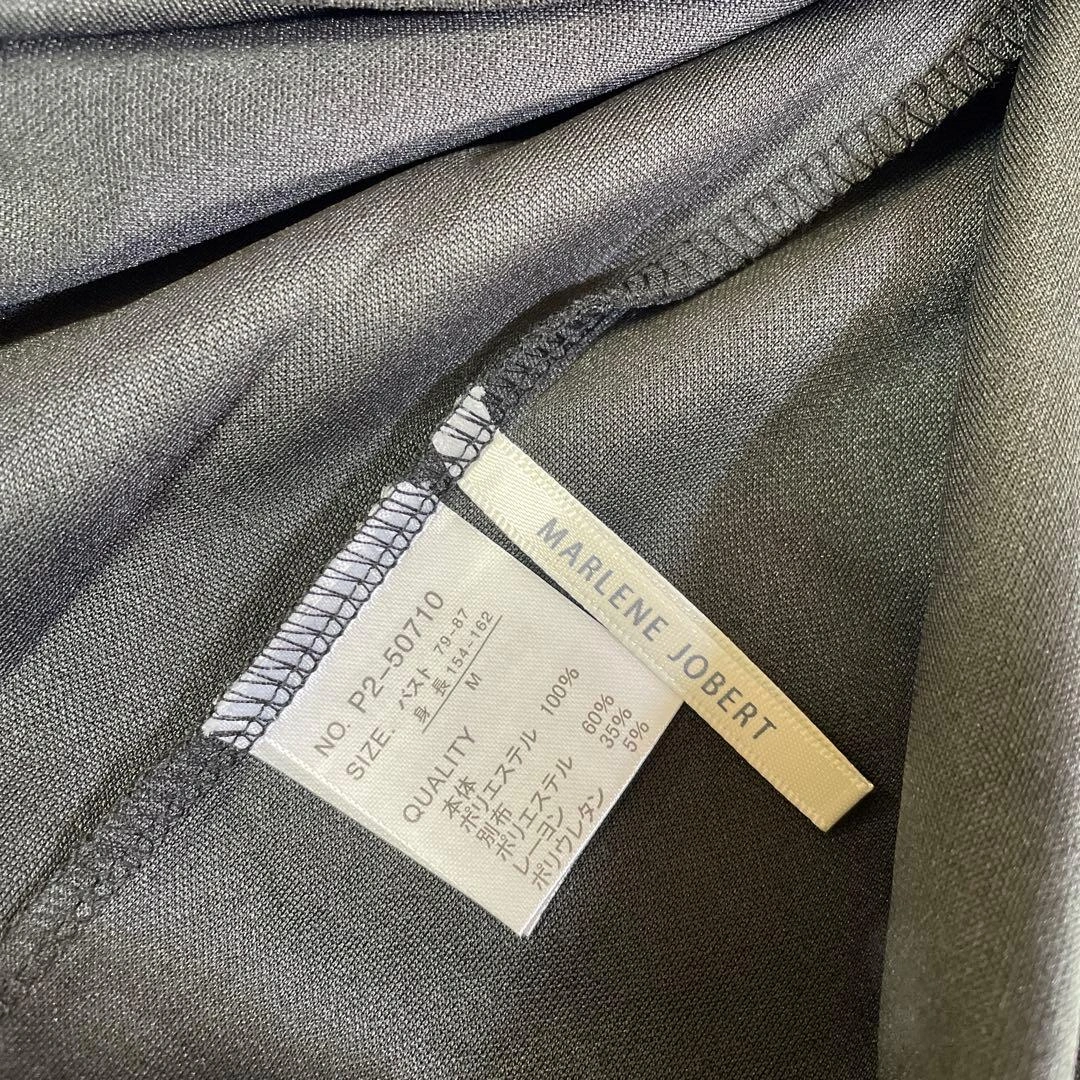 NO. P2-50710
SIZE. バスト 79-87
身 長 154-162
M
QUALITY
本体
ポリエステル 100%
別布
ポリエステル 60%
レーヨン 35%
ポリウレタン 5%
MARLENE JOBERT